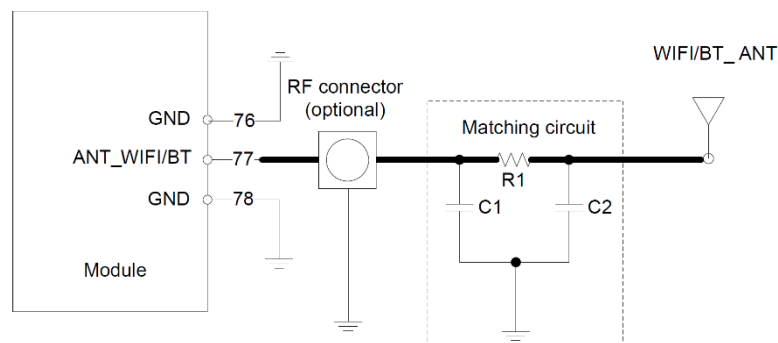 WIFI/BT_ ANT
RF connector
(optional)
Matching circuit
GND 76
ANT_WIFI/BT 77
R1
GND 78
C1
C2
Module